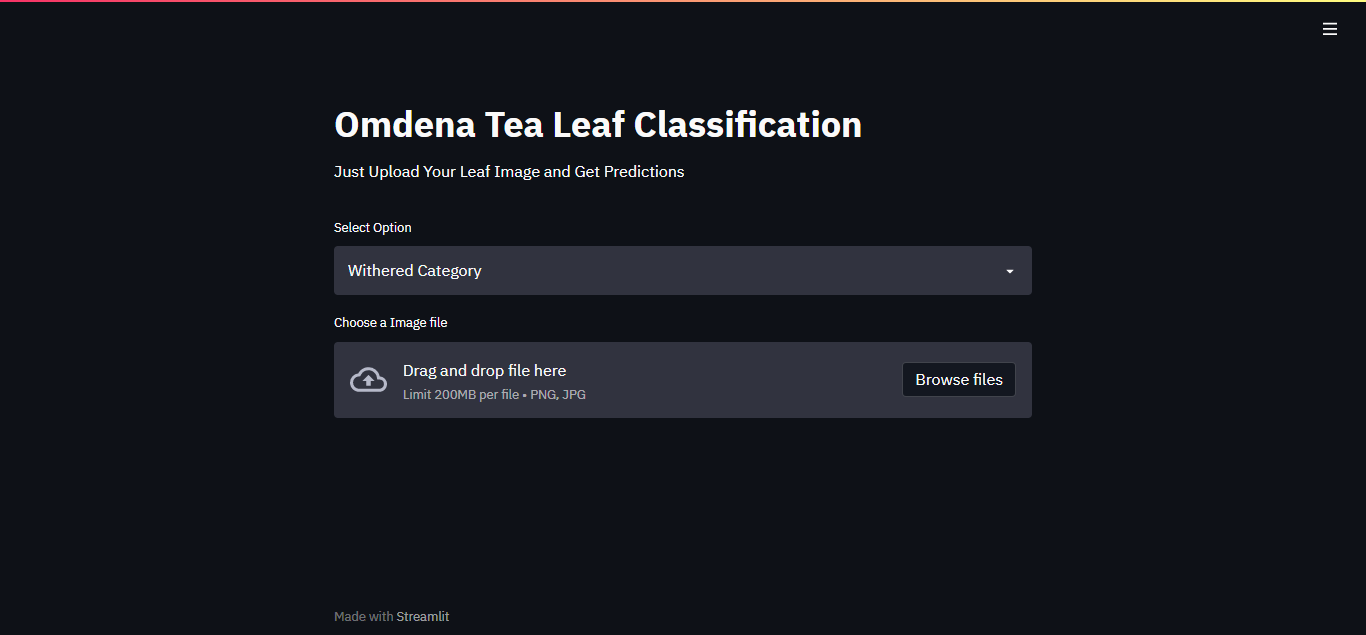 Omdena Tea Leaf Classification
Just Upload Your Leaf Image and Get Predictions
Select Option
Withered Category
Choose a Image file
Drag and drop file here
Limit 200MB per file • PNG, JPG
Browse files
Made with Streamlit